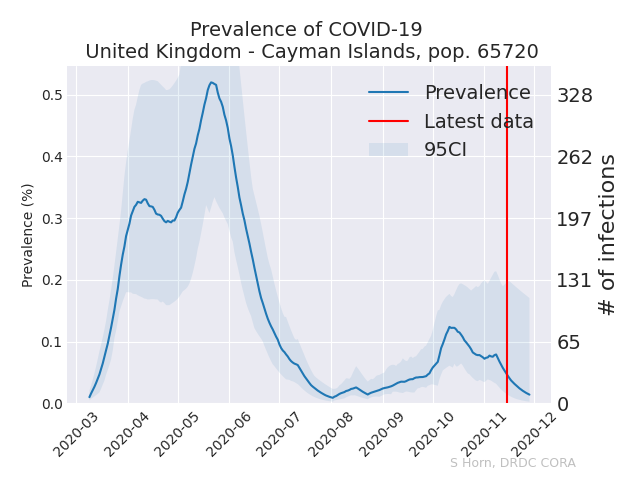 Prevalence of COVID-19
United Kingdom - Cayman Islands, pop. 65720
Prevalence
Latest data
95CI
Prevalence (%)
0.5
0.4
0.3
0.2
0.1
0.0
328
262
197
131
65
0
# of infections
2020-03
2020-04
2020-05
2020-06
2020-07
2020-08
2020-09
2020-10
2020-11
2020-12
S Horn, DRDC CORA